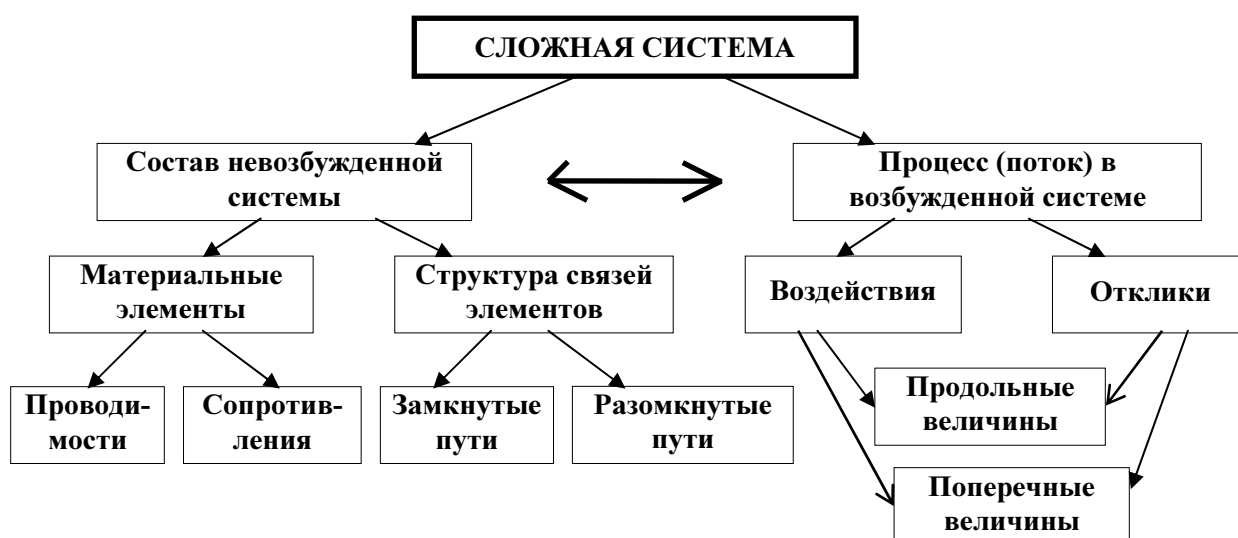 СЛОЖНАЯ СИСТЕМА
Состав невозбужденной
системы
Процесс (поток) в
возбужденной системе
Материальные
элементы
Структура связей
элементов
Воздействия
Отклики
Проводи-
мости
Сопротив-
ления
Замкнутые
пути
Разомкнутые
пути
Продольные
величины
Поперечные
величины